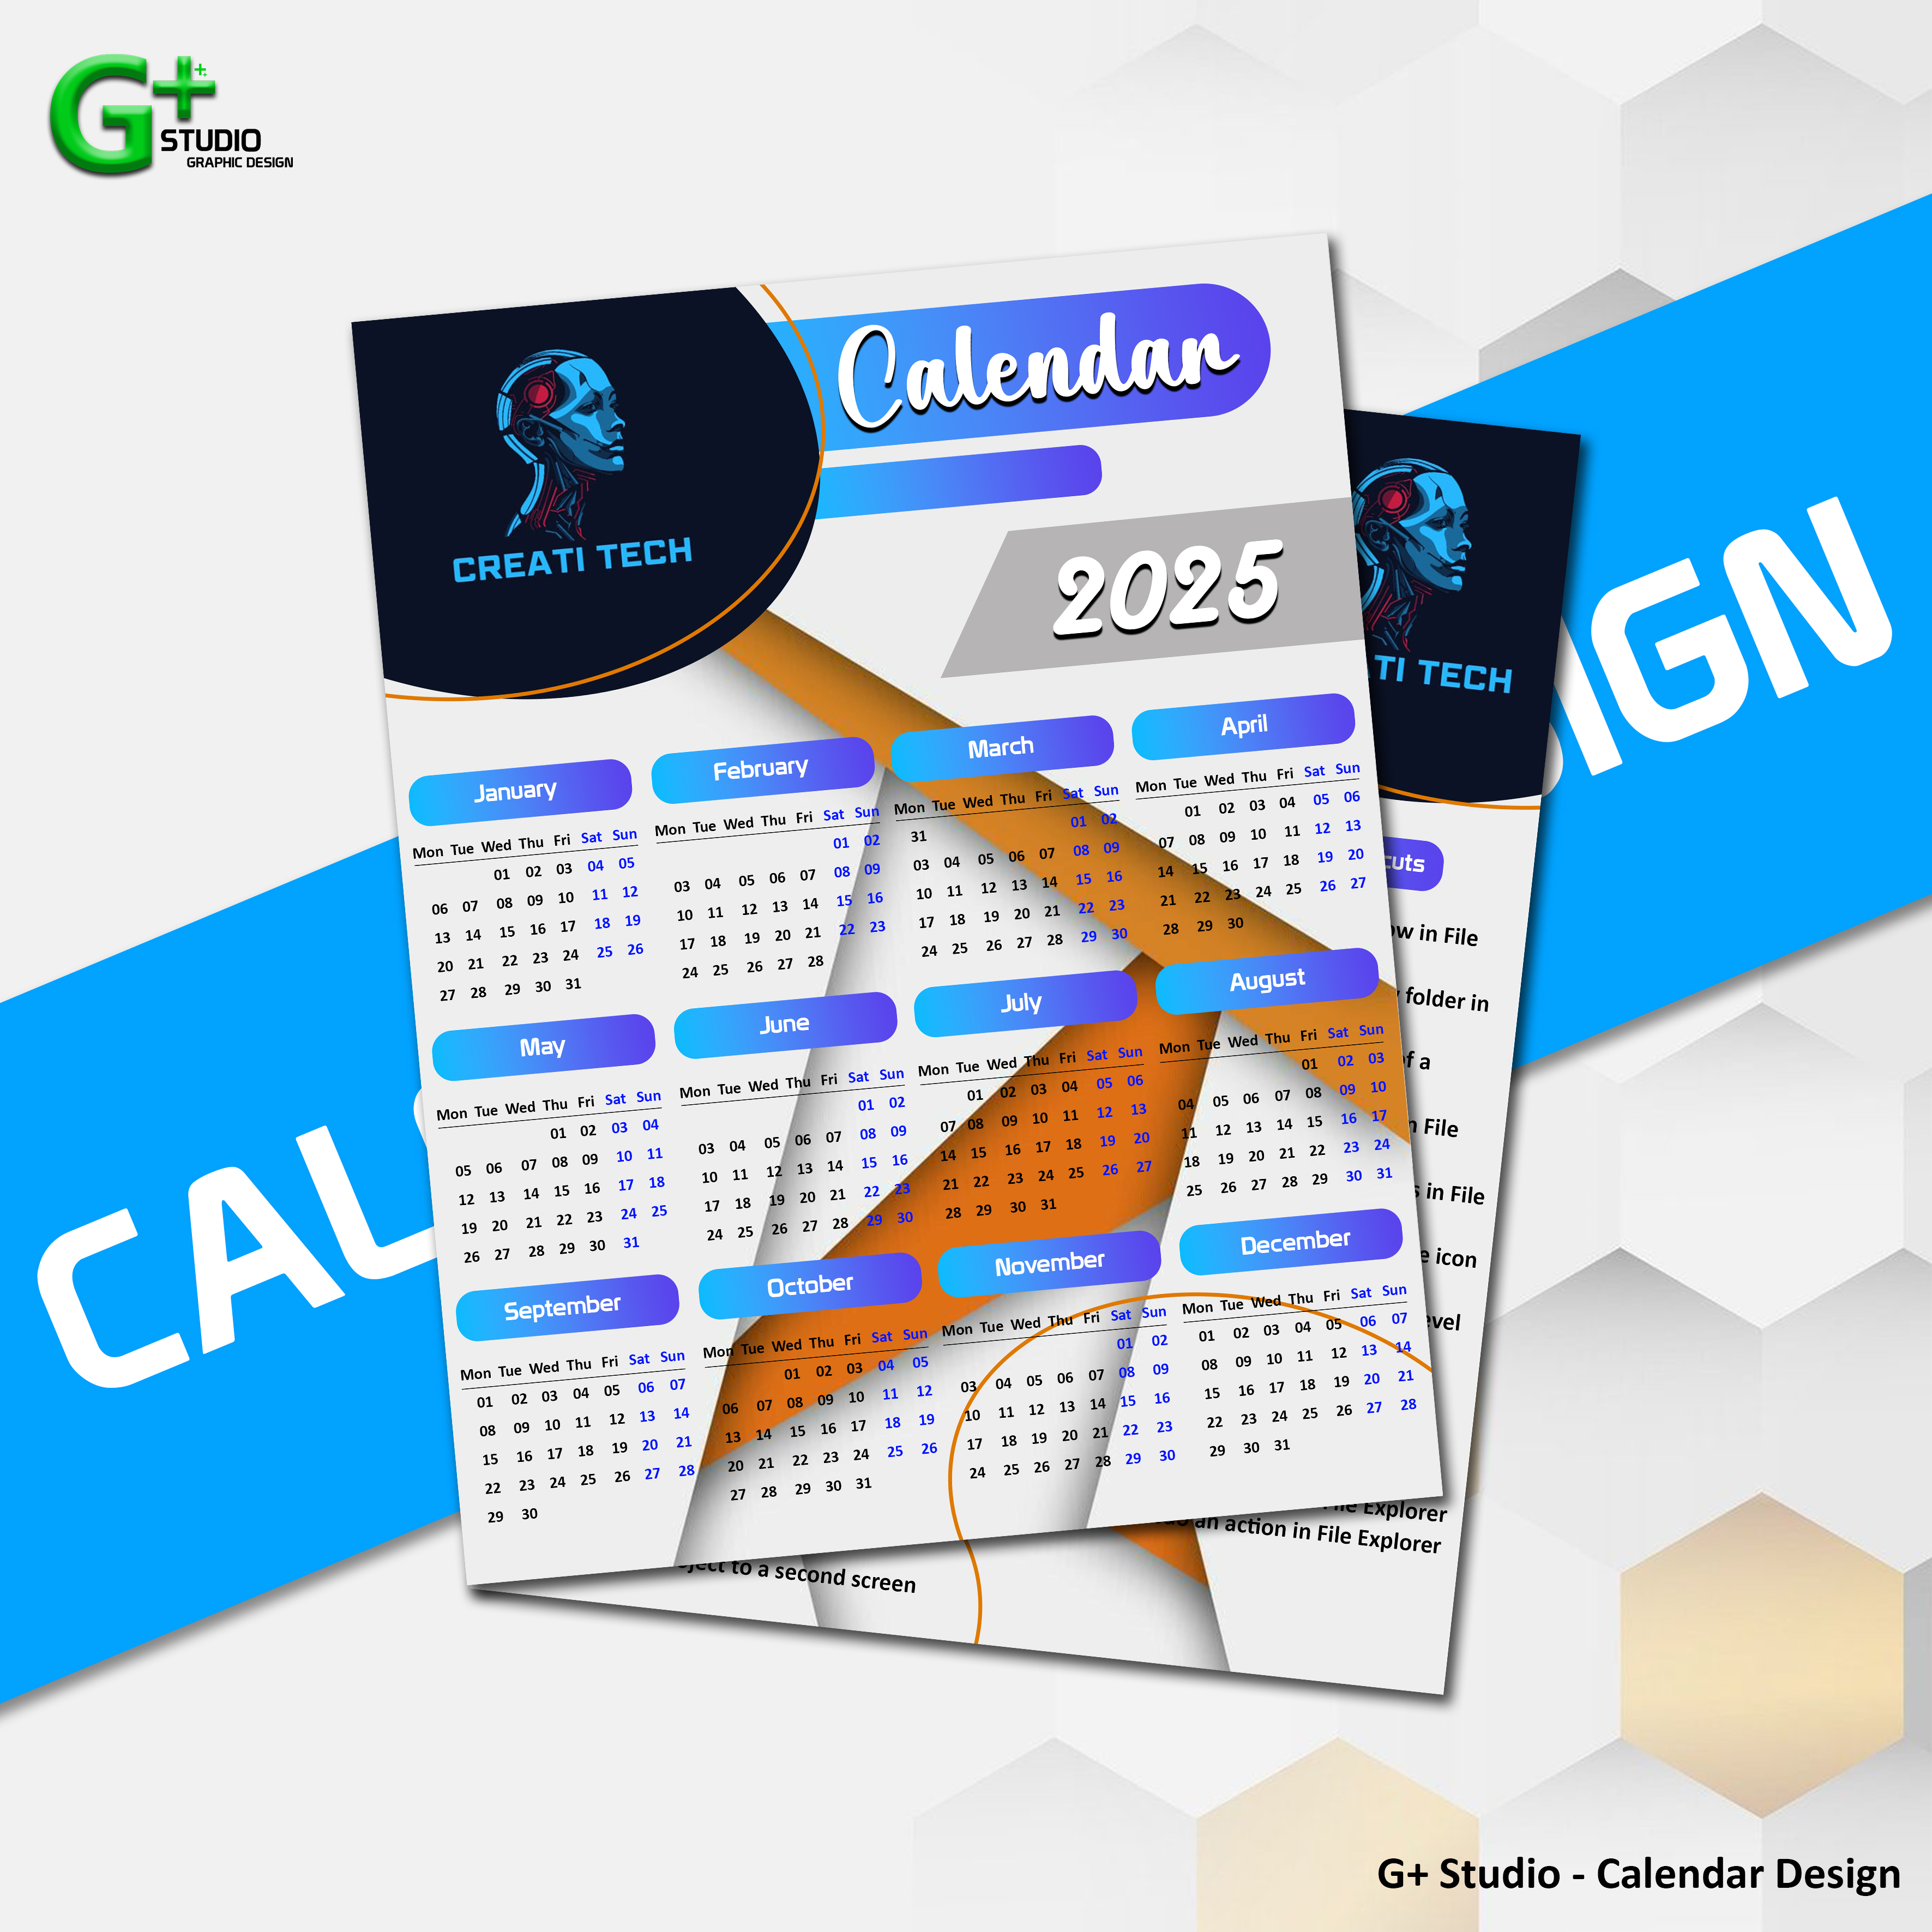 G+
STUDIO
GRAPHIC DESIGN
CREATI TECH
Calendar
2025
January
Mon Tue Wed Thu Fri Sat Sun
01 02 03 04 05
06 07 08 09 10 11 12
13 14 15 16 17 18 19
20 21 22 23 24 25 26
27 28 29 30 31
February
Mon Tue Wed Thu Fri Sat Sun
01 02
03 04 05 06 07 08 09
10 11 12 13 14 15 16
17 18 19 20 21 22 23
24 25 26 27 28
March
Mon Tue Wed Thu Fri Sat Sun
31 01 02
03 04 05 06 07 08 09
10 11 12 13 14 15 16
17 18 19 20 21 22 23
24 25 26 27 28 29 30
April
Mon Tue Wed Thu Fri Sat Sun
01 02 03 04 05 06
07 08 09 10 11 12 13
14 15 16 17 18 19 20
21 22 23 24 25 26 27
28 29 30
May
Mon Tue Wed Thu Fri Sat Sun
01 02 03 04
05 06 07 08 09 10 11
12 13 14 15 16 17 18
19 20 21 22 23 24 25
26 27 28 29 30 31
June
Mon Tue Wed Thu Fri Sat Sun
01 02
03 04 05 06 07 08 09
10 11 12 13 14 15 16
17 18 19 20 21 22 23
24 25 26 27 28 29 30
July
Mon Tue Wed Thu Fri Sat Sun
01 02 03 04 05 06
07 08 09 10 11 12 13
14 15 16 17 18 19 20
21 22 23 24 25 26 27
28 29 30 31
August
Mon Tue Wed Thu Fri Sat Sun
01 02 03
04 05 06 07 08 09 10
11 12 13 14 15 16 17
18 19 20 21 22 23 24
25 26 27 28 29 30 31
September
Mon Tue Wed Thu Fri Sat Sun
01 02 03 04 05 06 07
08 09 10 11 12 13 14
15 16 17 18 19 20 21
22 23 24 25 26 27 28
29 30
October
Mon Tue Wed Thu Fri Sat Sun
01 02 03 04 05
06 07 08 09 10 11 12
13 14 15 16 17 18 19
20 21 22 23 24 25 26
27 28 29 30 31
November
Mon Tue Wed Thu Fri Sat Sun
01 02
03 04 05 06 07 08 09
10 11 12 13 14 15 16
17 18 19 20 21 22 23
24 25 26 27 28 29 30
December
Mon Tue Wed Thu Fri Sat Sun
01 02 03 04 05 06 07
08 09 10 11 12 13 14
15 16 17 18 19 20 21
22 23 24 25 26 27 28
29 30 31
TI TECH
cuts
in File
folder in
of a
File
in File
icon
File Explorer
an action in File Explorer
to a second screen
CAL
IGN
G+ Studio - Calendar Design